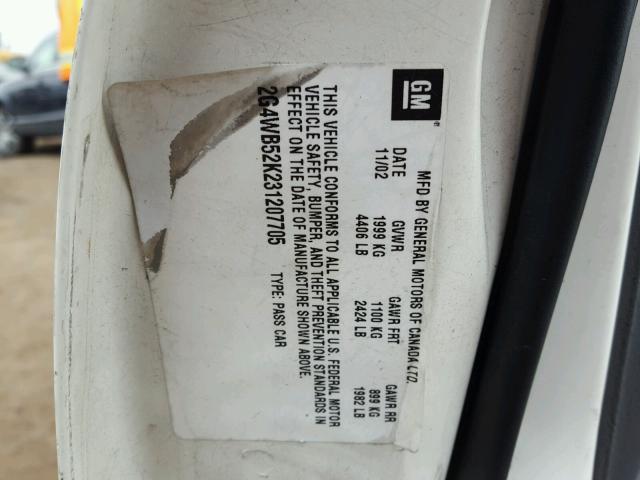 GM
MFD BY GENERAL MOTORS OF CANADA LTD.
DATE GVWR GAWR FRT GAWR RR
11/02 1999 KG 1100 KG 899 KG
4406 LB 2424 LB 1982 LB
THIS VEHICLE CONFORMS TO ALL APPLICABLE U.S. FEDERAL MOTOR
VEHICLE SAFETY, BUMPER, AND THEFT PREVENTION STANDARDS IN
EFFECT ON THE DATE OF MANUFACTURE SHOWN ABOVE.
2G4WB52K231207705 TYPE: PASS CAR